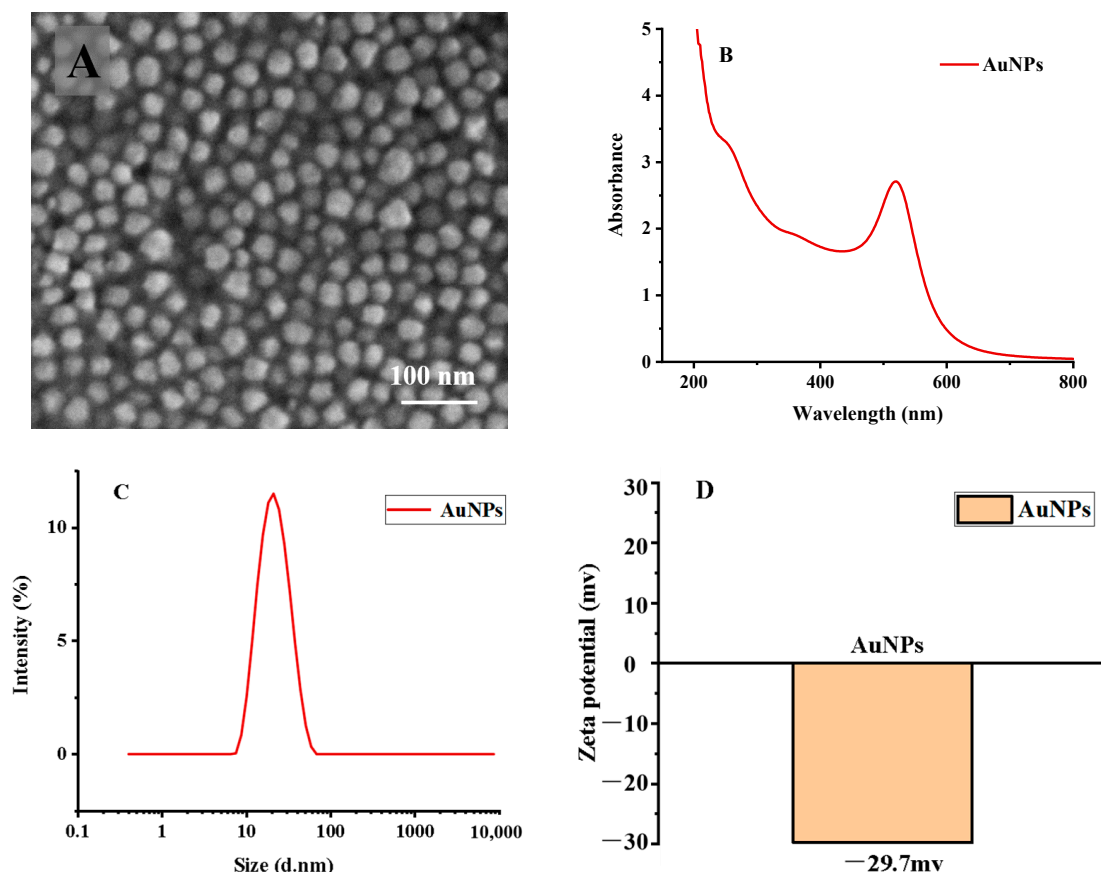 A
100 nm
B
AuNPs
5
4
3
2
1
0
Absorbance
200 400 600 800
Wavelength (nm)
C
AuNPs
10
5
0
Intensity (%)
0.1 1 10 100 1000 10,000
Size (d.nm)
D
AuNPs
30
20
10
0
—10
—20
—30
Zeta potential (mv)
AuNPs
—29.7mv